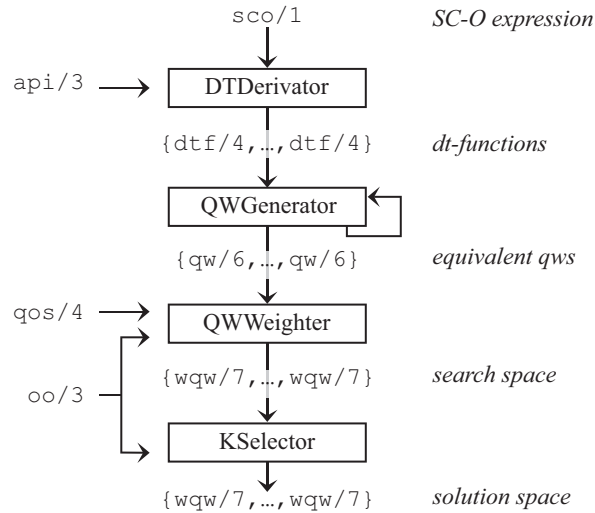 sco/1 SC-O expression
api/3 DTDerivator
{dtf/4,…,dtf/4} dt-functions
QWGenerator
{qw/6,…,qw/6} equivalent qws
qos/4 QWWeighter
oo/3 {wqw/7,…,wqw/7} search space
KSelector
{wqw/7,…,wqw/7} solution space